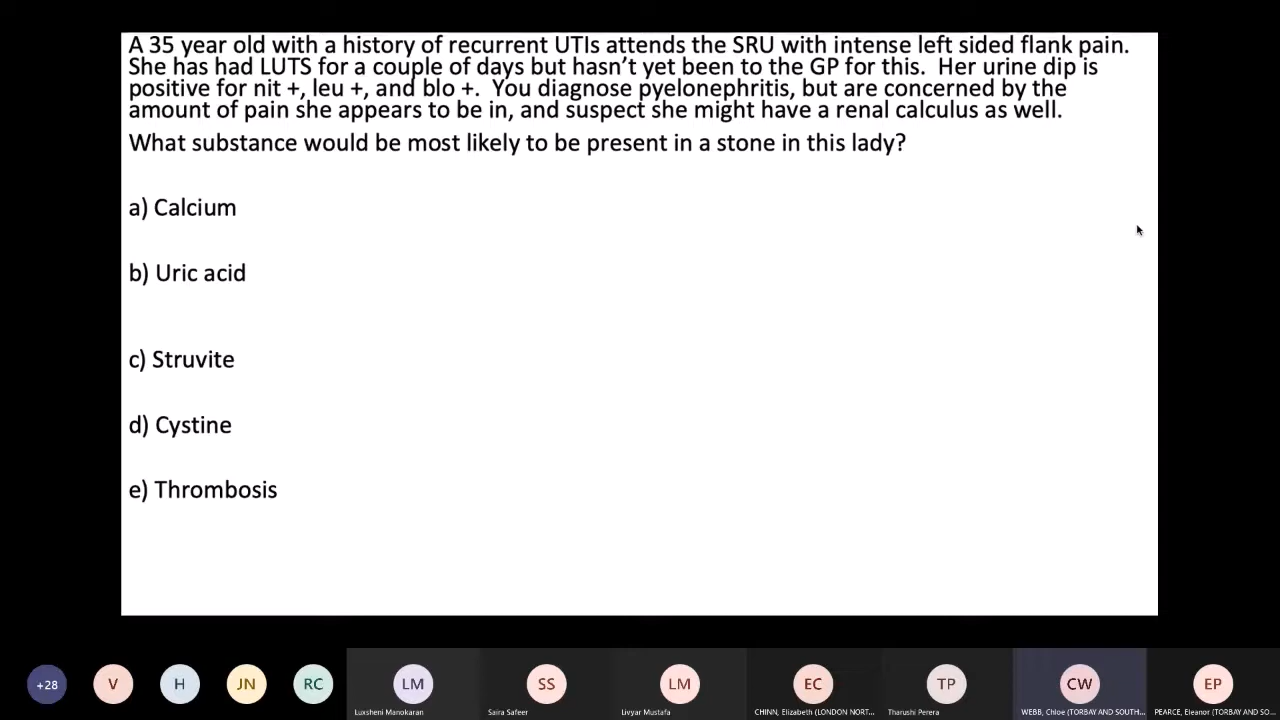 A 35 year old with a history of recurrent UTIs attends the SRU with intense left sided flank pain.
She has had LUTS for a couple of days but hasn’t yet been to the GP for this.  Her urine dip is
positive for nit +, leu +, and blo +.  You diagnose pyelonephritis, but are concerned by the
amount of pain she appears to be in, and suspect she might have a renal calculus as well.
What substance would be most likely to be present in a stone in this lady?
a) Calcium
b) Uric acid
c) Struvite
d) Cystine
e) Thrombosis
+28
V
H
JN
RC
LM
SS
LM
EC
TP
CW
EP
Luxsheni Manokaran
Saira Safeer
Livyar Mustafa
CHINN, Elizabeth (LONDON NORT...
Tharushi Perera
WEBB, Chloe (TORBAY AND SOUTH...
PEARCE, Eleanor (TORBAY AND SO...